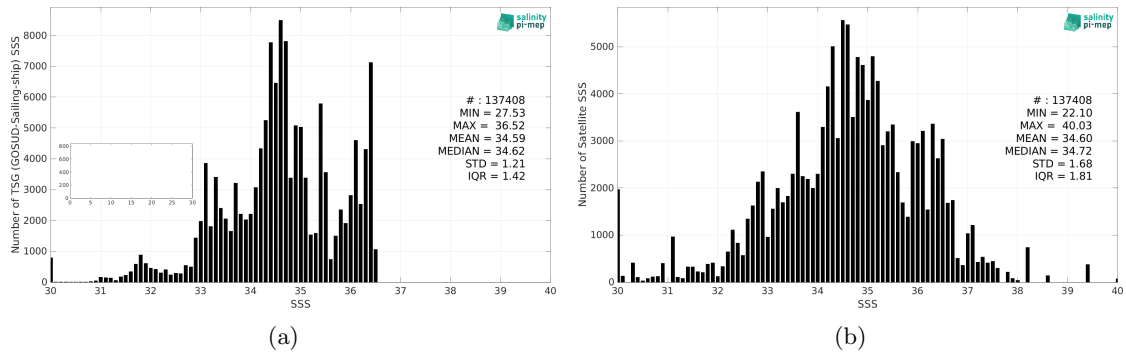 Number of TSG (GOSUD-Sailing-ship) SSS
8000
7000
6000
5000
4000
3000
2000
1000
0
800
600
400
200
0
0 5 10 15 20 25 30
salinity
pi-mep
# : 137408
MIN = 27.53
MAX = 36.52
MEAN = 34.59
MEDIAN = 34.62
STD = 1.21
IQR = 1.42
30 31 32 33 34 35 36 37 38 39 40
SSS
(a)
Number of Satellite SSS
5000
4000
3000
2000
1000
0
salinity
pi-mep
# : 137408
MIN = 22.10
MAX = 40.03
MEAN = 34.60
MEDIAN = 34.72
STD = 1.68
IQR = 1.81
30 31 32 33 34 35 36 37 38 39 40
SSS
(b)